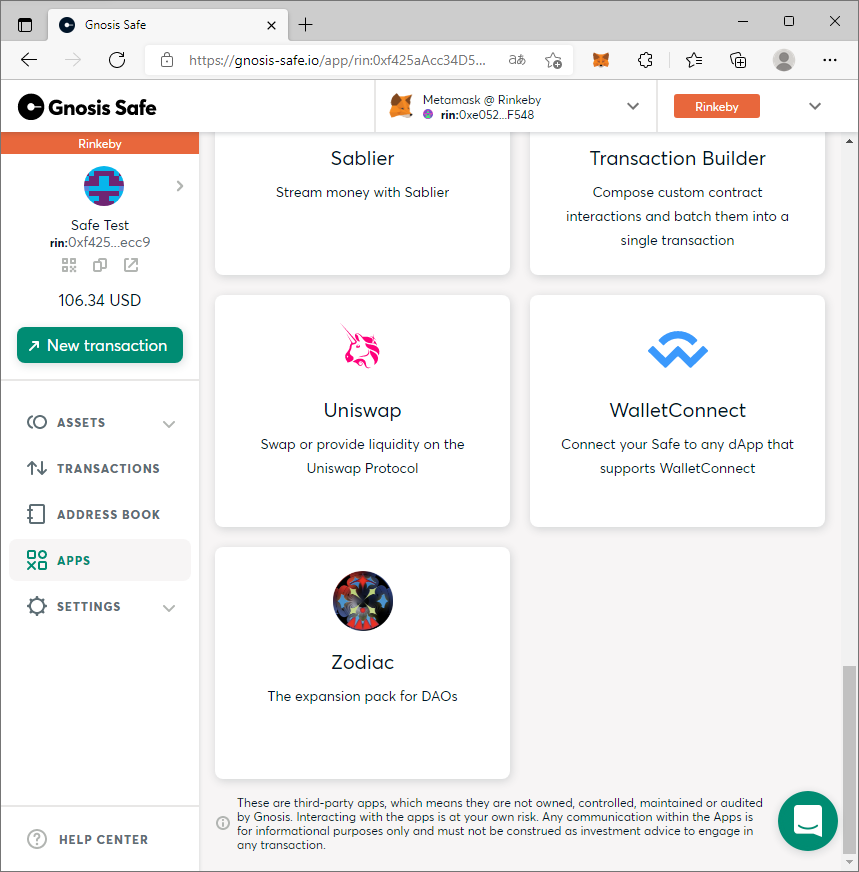 Gnosis Safe
https://gnosis-safe.io/app/rin:0xf425aAcc34D5...
aあ
Gnosis Safe
Metamask @ Rinkeby
rin:0xe052...F548
Rinkeby
Rinkeby
Safe Test
rin:0xf425...ecc9
106.34 USD
New transaction
ASSETS
TRANSACTIONS
ADDRESS BOOK
APPS
SETTINGS
HELP CENTER
Sablier
Stream money with Sablier
Transaction Builder
Compose custom contract
interactions and batch them into a
single transaction
Uniswap
Swap or provide liquidity on the
Uniswap Protocol
WalletConnect
Connect your Safe to any dApp that
supports WalletConnect
Zodiac
The expansion pack for DAOs
These are third-party apps, which means they are not owned, controlled, maintained or audited
by Gnosis. Interacting with the apps is at your own risk. Any communication within the Apps is
for informational purposes only and must not be construed as investment advice to engage in
any transaction.